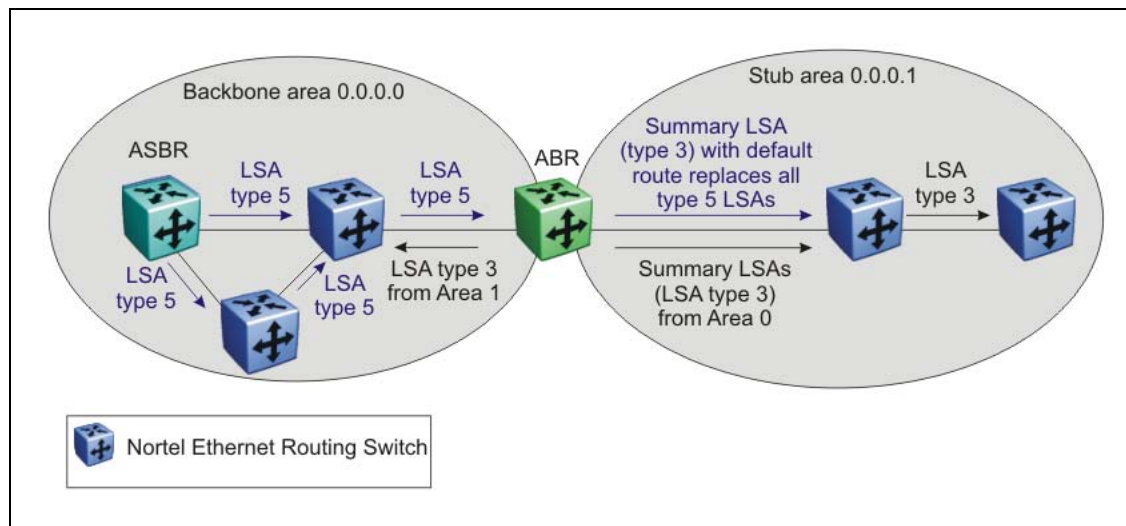 Backbone area 0.0.0.0
Stub area 0.0.0.1
ASBR
LSA
type 5
LSA
type 5
ABR
Summary LSA
(type 3) with default
route replaces all
type 5 LSAs
LSA
type 3
LSA
type 5
LSA
type 5
LSA type 3
from Area 1
Summary LSAs
(LSA type 3)
from Area 0
Nortel Ethernet Routing Switch